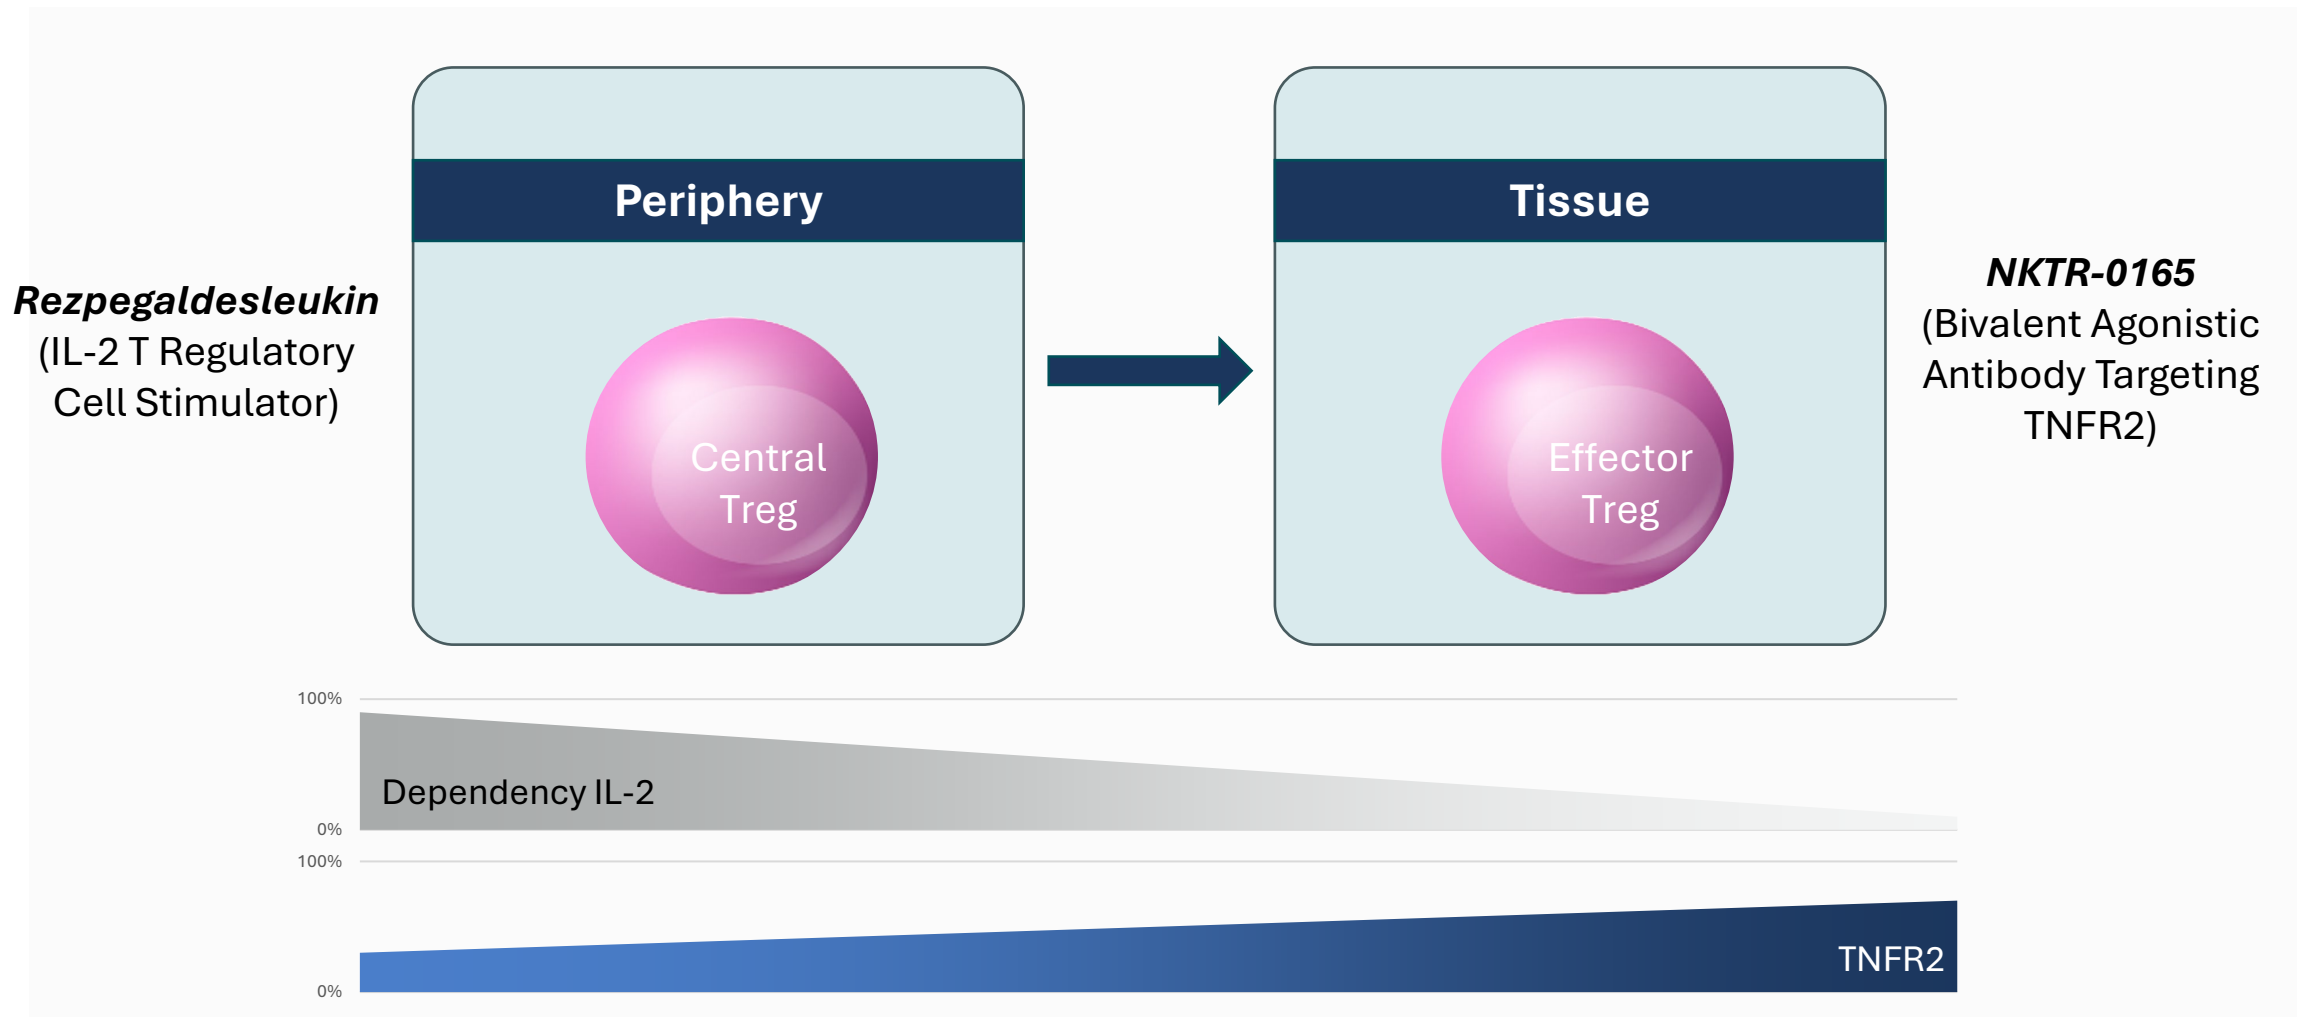 Periphery
Tissue
Rezpegaldesleukin
(IL-2 T Regulatory
Cell Stimulator)
Central
Treg
Effector
Treg
NKTR-0165
(Bivalent Agonistic
Antibody Targeting
TNFR2)
100%
Dependency IL-2
0%
100%
TNFR2
0%